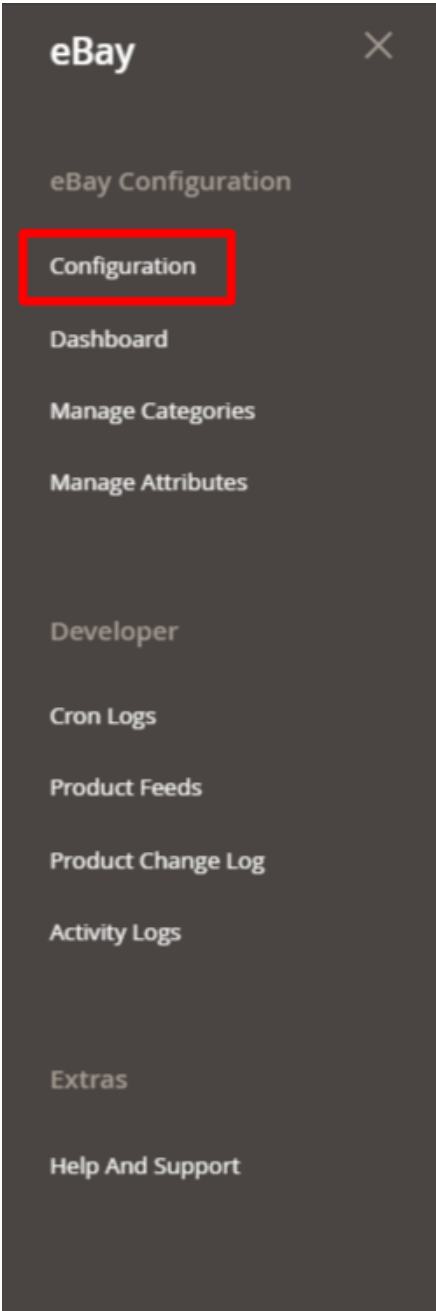 eBay
eBay Configuration
Configuration
Dashboard
Manage Categories
Manage Attributes
Developer
Cron Logs
Product Feeds
Product Change Log
Activity Logs
Extras
Help And Support